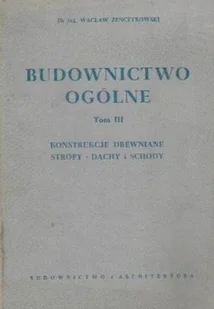 Dr inż. WACŁAW ŻENCZYKOWSKI
BUDOWNICTWO
OGÓLNE
Tom III
KONSTRUKCJE DREWNIANE
STROPY · DACHY i SCHODY
BUDOWNICTWO i ARCHITEKTURA